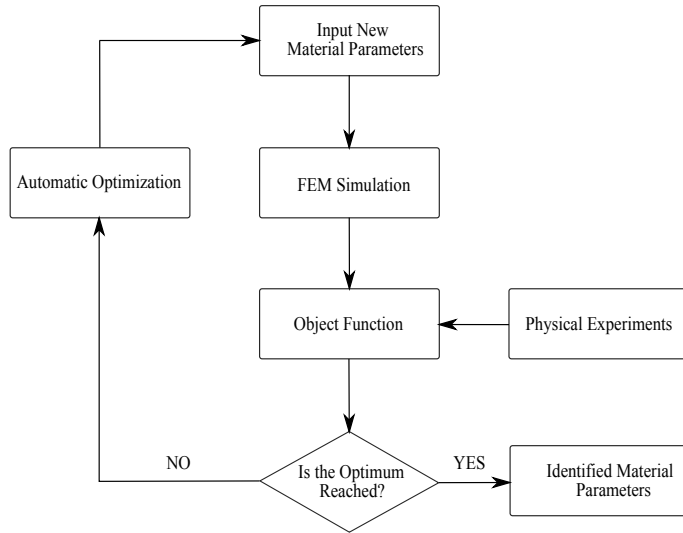 Input New
Material Parameters
Automatic Optimization
FEM Simulation
Object Function
Physical Experiments
NO
Is the Optimum
Reached?
YES
Identified Material
Parameters